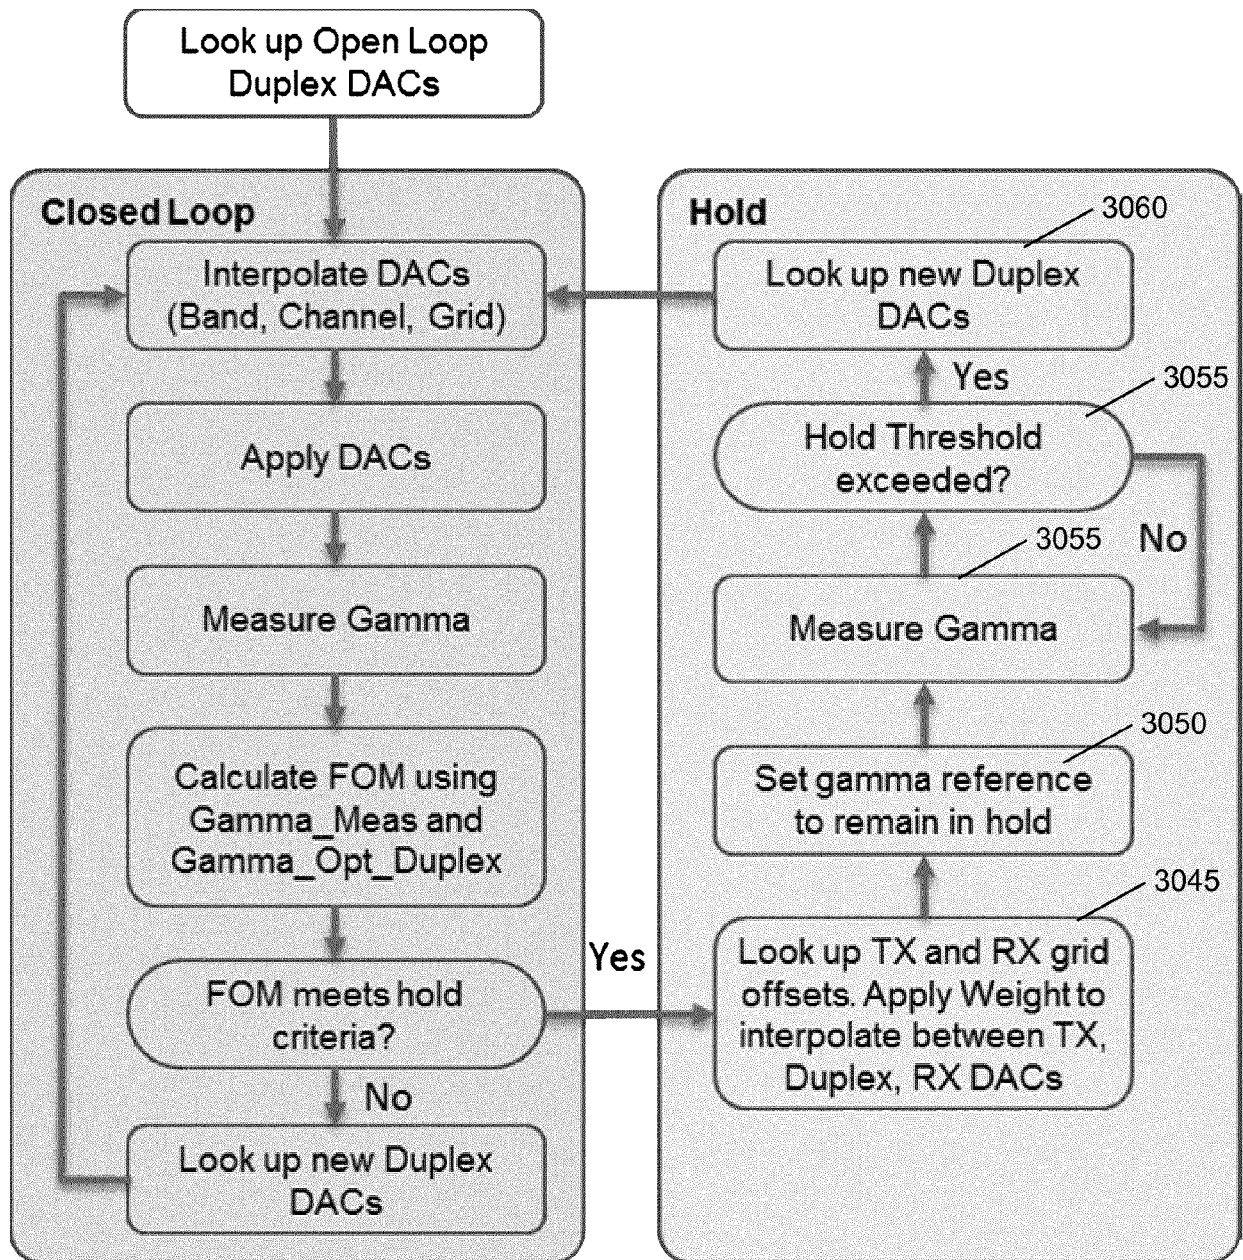 Look up Open Loop
Duplex DACs
Closed Loop
Interpolate DACs
(Band, Channel, Grid)
Apply DACs
Measure Gamma
Calculate FOM using
Gamma_Meas and
Gamma_Opt_Duplex
FOM meets hold
criteria?
No
Look up new Duplex
DACs
Yes
Hold
3060
Look up new Duplex
DACs
Yes
3055
Hold Threshold
exceeded?
No
3055
Measure Gamma
3050
Set gamma reference
to remain in hold
3045
Look up TX and RX grid
offsets. Apply Weight to
interpolate between TX,
Duplex, RX DACs